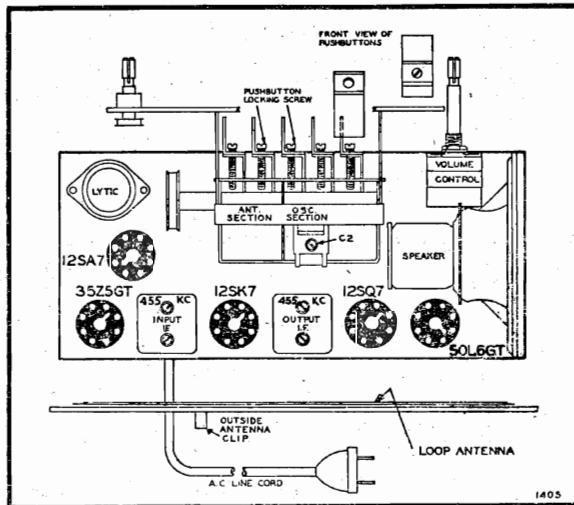 FRONT VIEW OF
PUSHBUTTONS
PUSHBUTTON
LOCKING SCREW
VOLUME
CONTROL
LYTIC
ANT.
SECTION
OSC.
SECTION
C2
SPEAKER
12SA7
35Z5GT
455 KC
INPUT
I.F.
12SK7
455 KC
OUTPUT
I.F.
12SQ7
50L6GT
OUTSIDE
ANTENNA
CLIP
LOOP ANTENNA
A.C. LINE CORD
1405